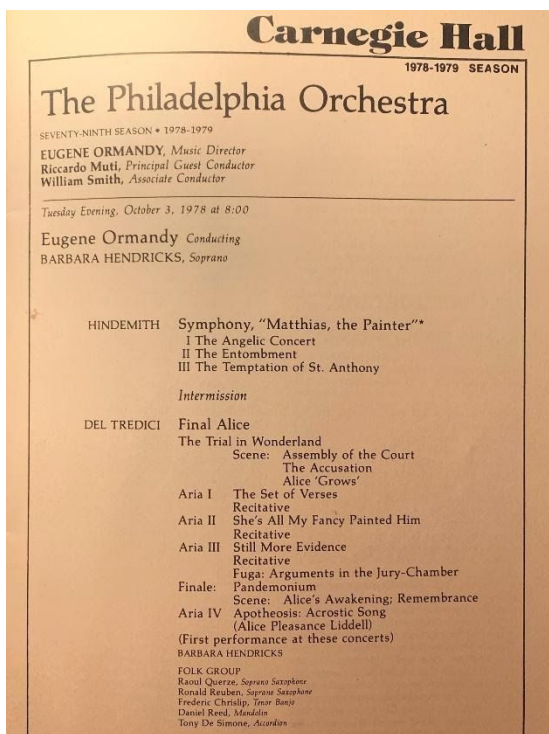 Carnegie Hall
1978-1979 SEASON
The Philadelphia Orchestra
SEVENTY-NINTH SEASON • 1978-1979
EUGENE ORMANDY, Music Director
Riccardo Muti, Principal Guest Conductor
William Smith, Associate Conductor
Tuesday Evening, October 3, 1978 at 8:00
Eugene Ormandy Conducting
BARBARA HENDRICKS, Soprano
HINDEMITH Symphony, "Matthias, the Painter"*
I The Angelic Concert
II The Entombment
III The Temptation of St. Anthony
Intermission
DEL TREDICI Final Alice
The Trial in Wonderland
Scene: Assembly of the Court
The Accusation
Alice 'Grows'
Aria I The Set of Verses
Recitative
Aria II She's All My Fancy Painted Him
Recitative
Aria III Still More Evidence
Recitative
Fuga: Arguments in the Jury-Chamber
Finale: Pandemonium
Scene: Alice's Awakening; Remembrance
Aria IV Apotheosis: Acrostic Song
(Alice Pleasance Liddell)
(First performance at these concerts)
BARBARA HENDRICKS
FOLK GROUP
Raoul Querze, Soprano Saxophone
Ronald Reuben, Soprano Saxophone
Frederic Chrislip, Tenor Banjo
Daniel Reed, Mandolin
Tony De Simone, Accordion